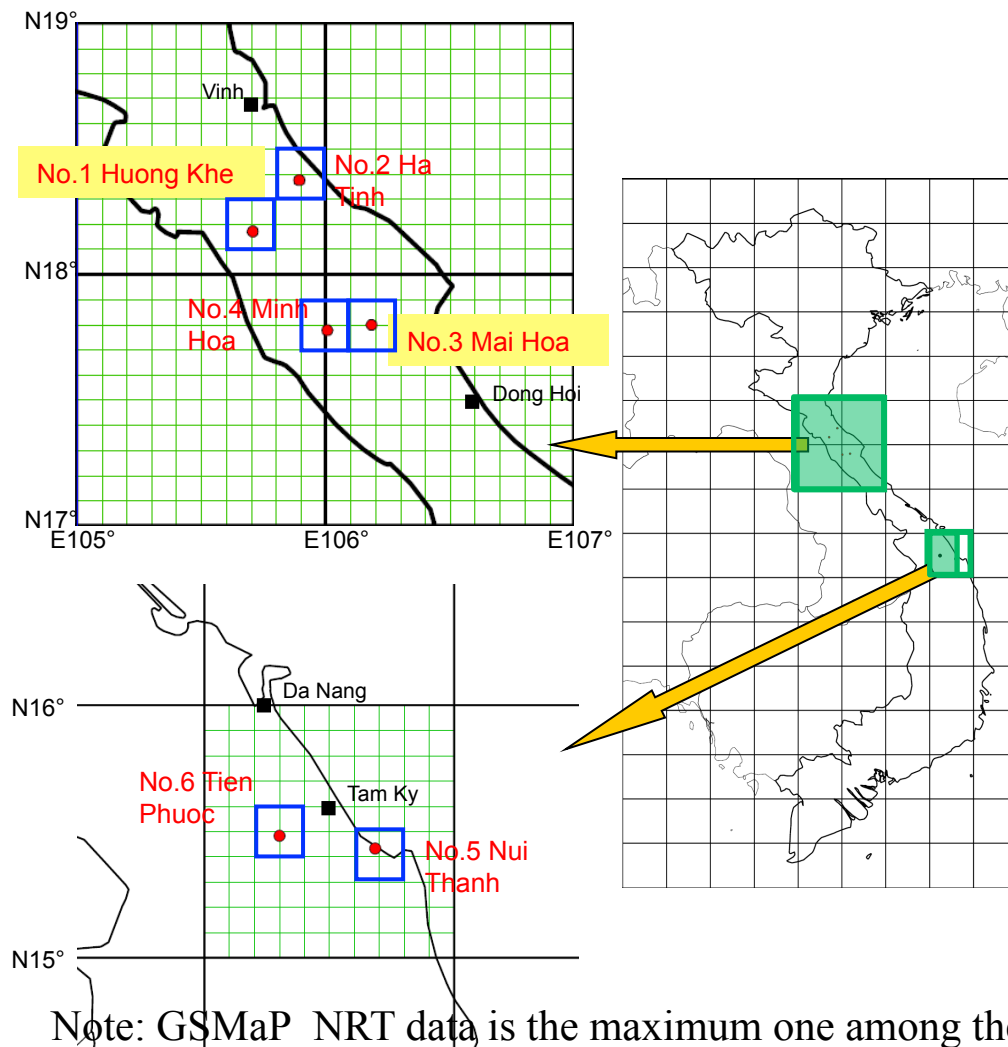 N19°
Vinh
No.1 Huong Khe
No.2 Ha
Tinh
N18°
No.4 Minh
Hoa
No.3 Mai Hoa
Dong Hoi
N17°
E105°
E106°
E107°
Da Nang
N16°
No.6 Tien
Phuoc
Tam Ky
No.5 Nui
Thanh
N15°
Note: GSMaP NRT data is the maximum one among the